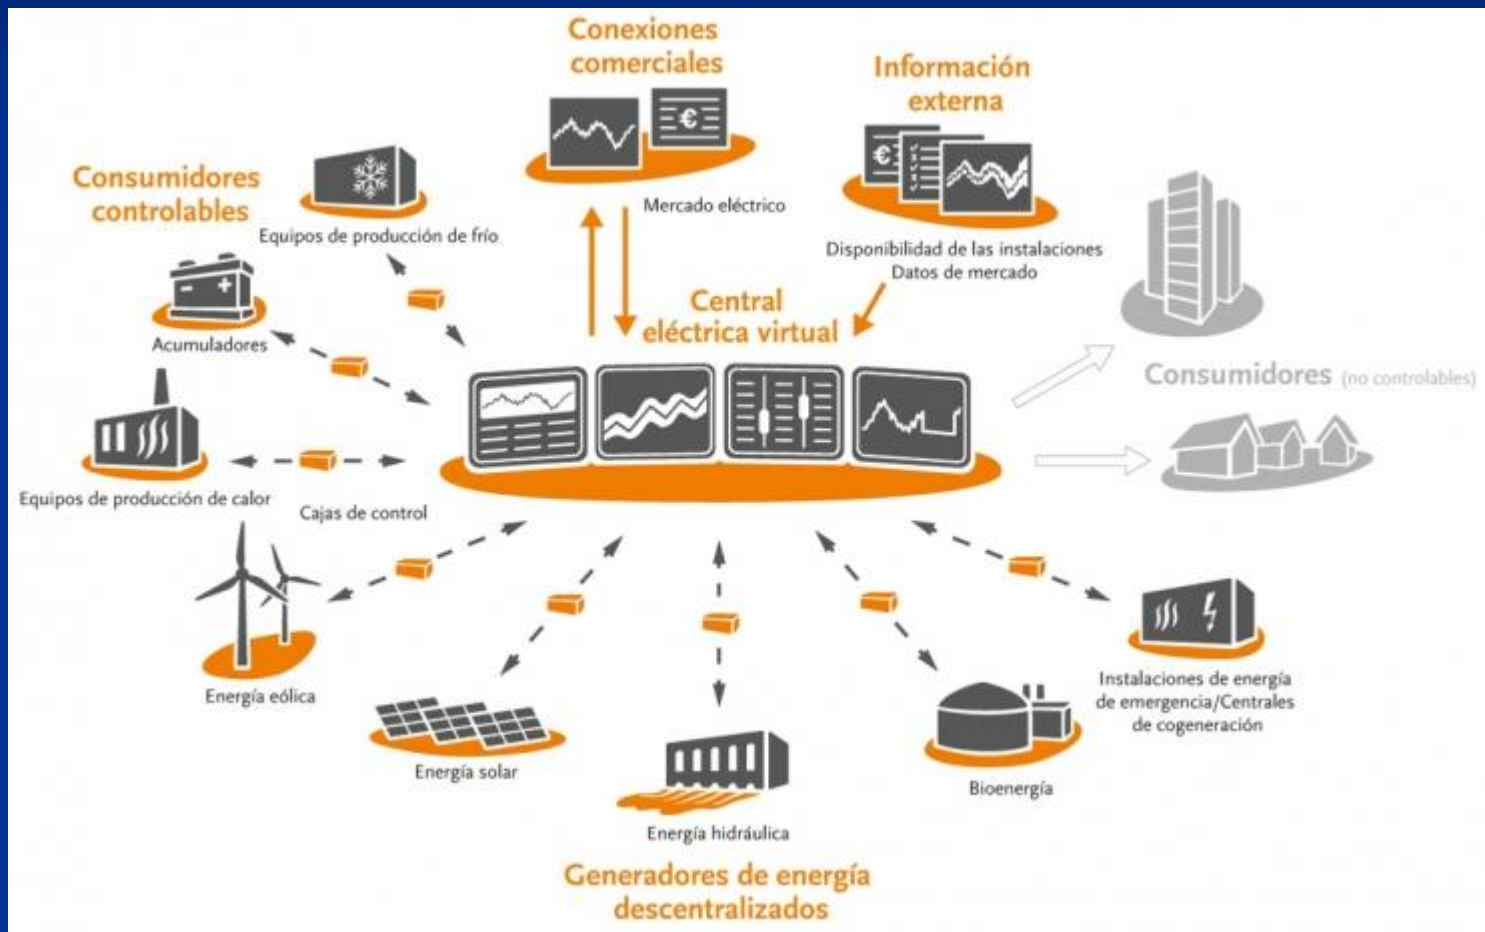 Conexiones
comerciales
Mercado eléctrico
Información
externa
€
€
Disponibilidad de las instalaciones
Datos de mercado
Consumidores
controlables
Equipos de producción de frío
+
-
Acumuladores
Equipos de producción de calor
Cajas de control
Central
eléctrica virtual
Consumidores (no controlables)
Energía eólica
Energía solar
Energía hidráulica
Bioenergía
Instalaciones de energía
de emergencia/Centrales
de cogeneración
Generadores de energía
descentralizados